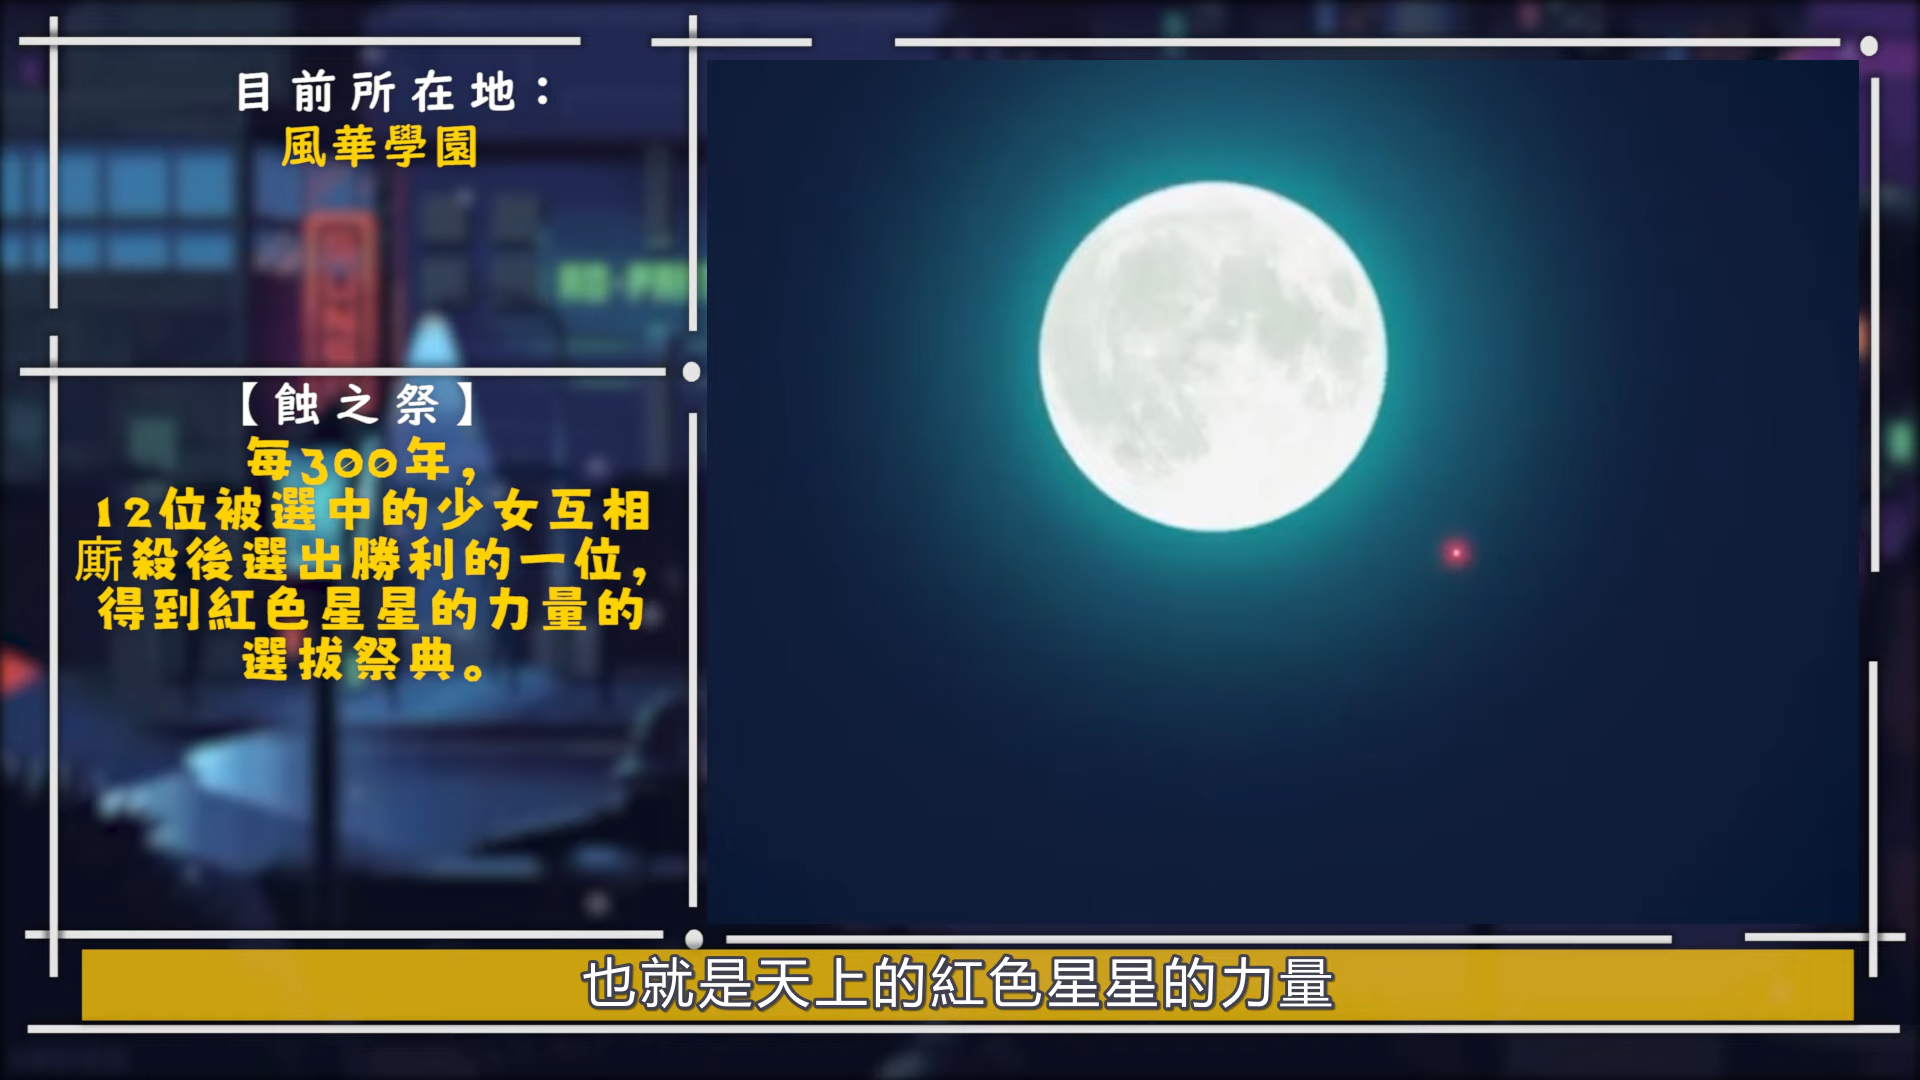 目前所在地：
風華學園
【蝕之祭】
每300年，
12位被選中的少女互相
廝殺後選出勝利的一位，
得到紅色星星的力量的
選拔祭典。
也就是天上的紅色星星的力量